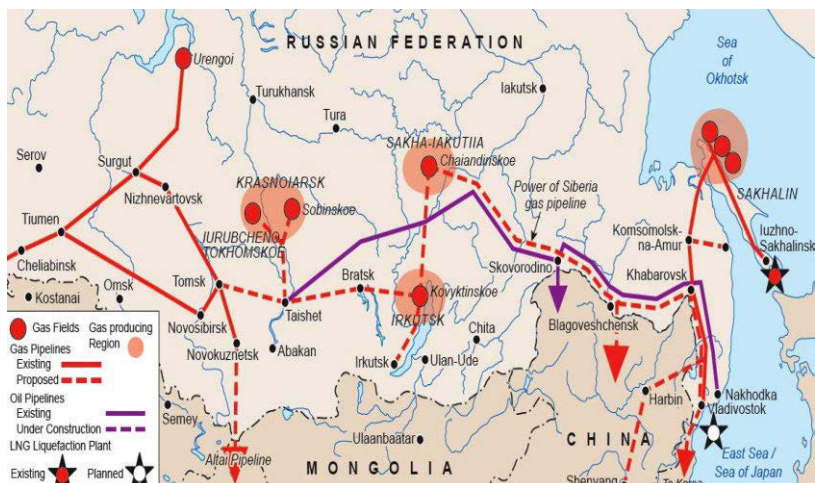 RUSSIAN FEDERATION
Sea
of
Okhotsk
Urengoi
Turukhansk
Tura
Iakutsk
SAKHA-IAKUTIIA
Chaiandinskoe
Serov
Surgut
Nizhnevartovsk
KRASNOIARSK
Sobinskoe
Power of Siberia
gas pipeline
SAKHALIN
Tiumen
IURUBCHENO
TOKHOMSKOE
Komsomolsk-
na-Amur
Iuzhno-
Sakhalinsk
Cheliabinsk
Skovorodino
Khabarovsk
Kostanai
Omsk
Tomsk
Bratsk
Kovyktinskoe
Taishet
IRKUTSK
Novosibirsk
Blagoveshchensk
Chita
Novokuznetsk
Abakan
Irkutsk
Ulan-Ude
Harbin
Nakhodka
Vladivostok
Semey
Ulaanbaatar
CHINA
East Sea /
Sea of Japan
Altai Pipeline
MONGOLIA
Shenyang
To Korea
Gas Fields
Gas producing
Region
Gas Pipelines
Existing
Proposed
Oil Pipelines
Existing
Under Construction
LNG Liquefaction Plant
Existing
Planned